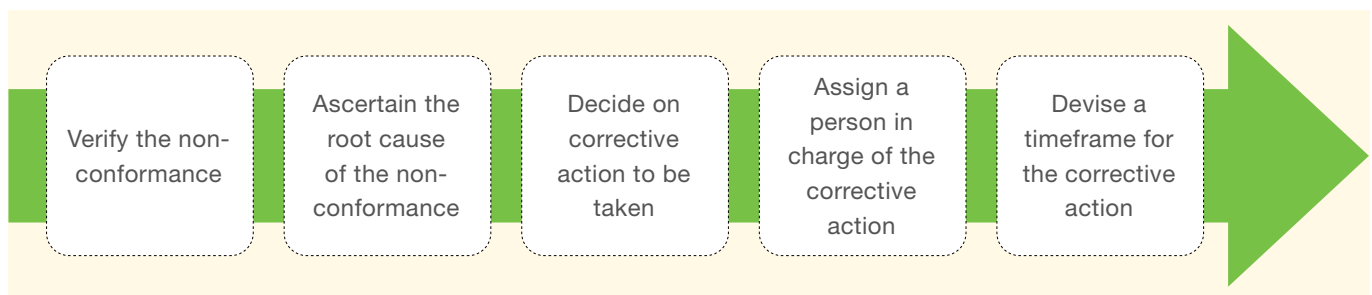 Verify the non-
conformance
Ascertain the
root cause
of the non-
conformance
Decide on
corrective
action to be
taken
Assign a
person in
charge of the
corrective
action
Devise a
timeframe for
the corrective
action